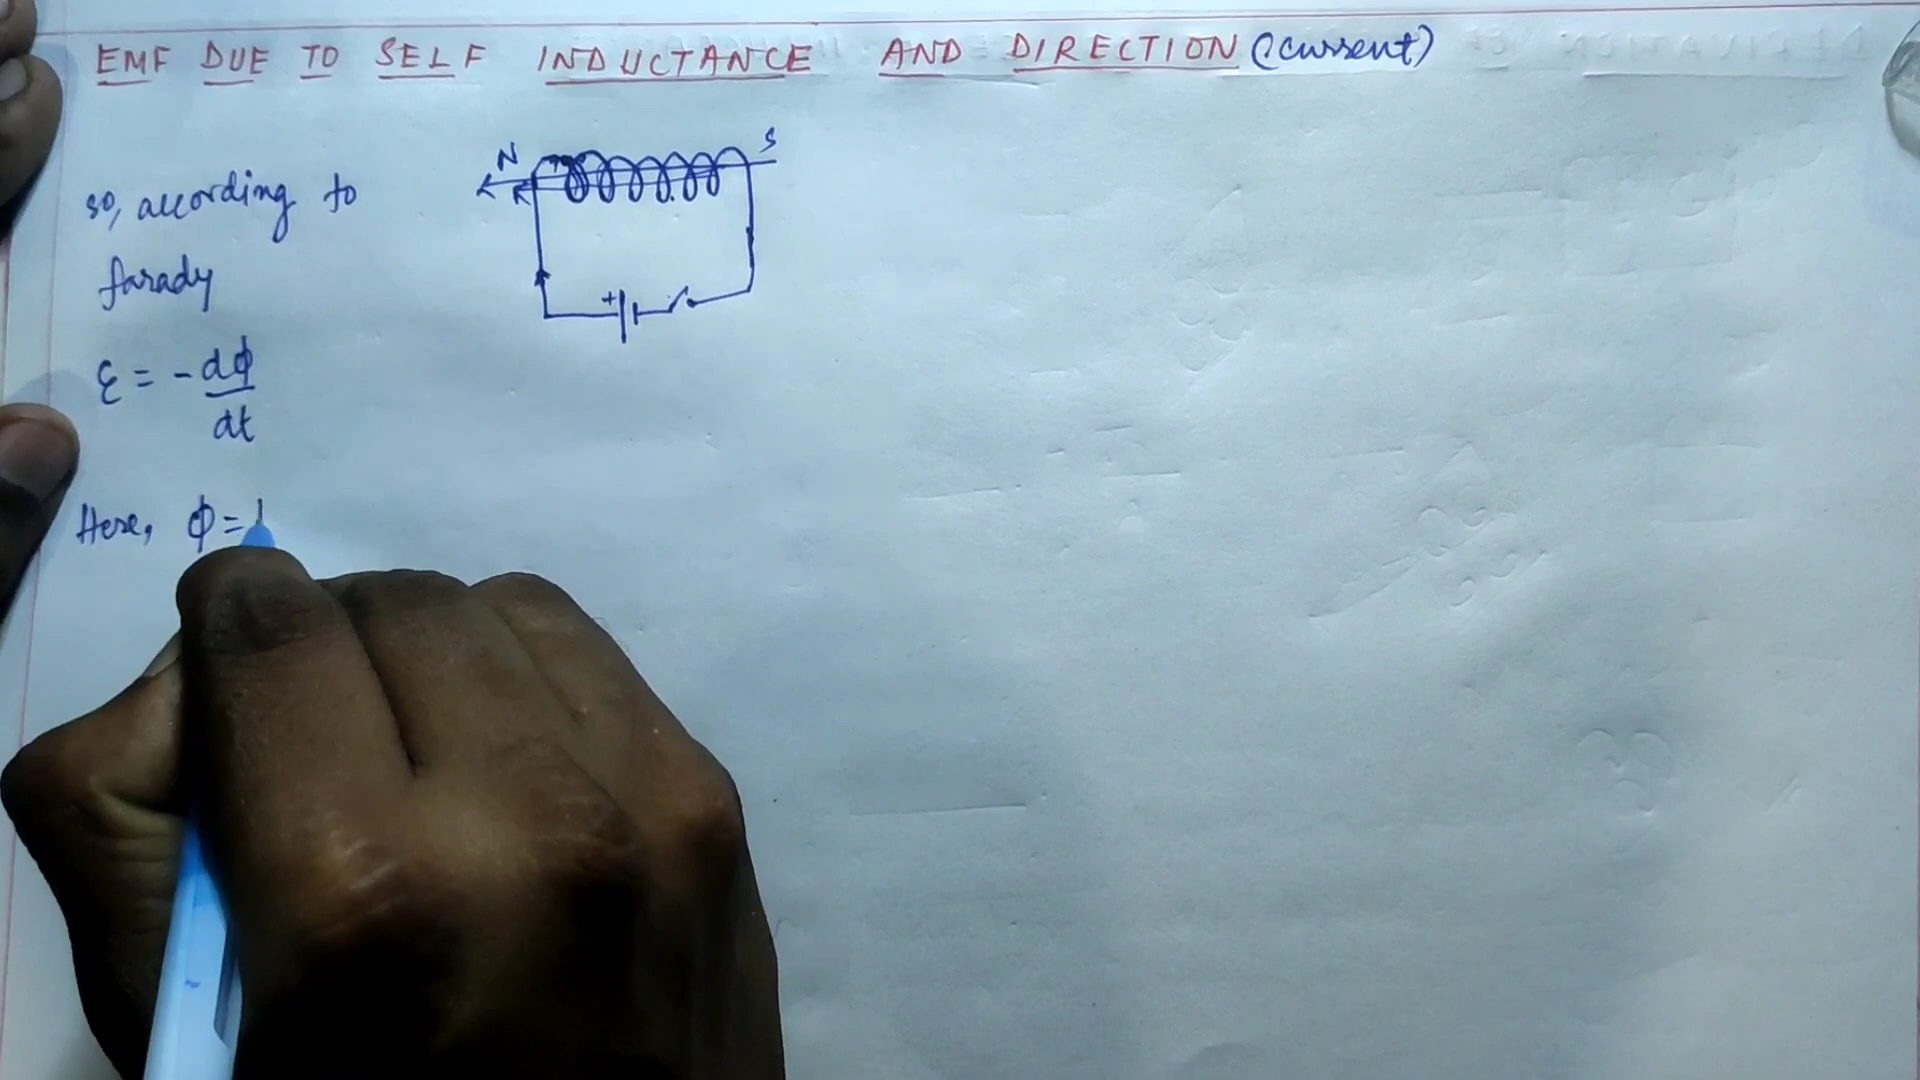 EMF DUE TO SELF INDUCTANCE AND DIRECTION (current)
so, according to
farady
ε = - dϕ
dt
Here, ϕ =
N
S
+